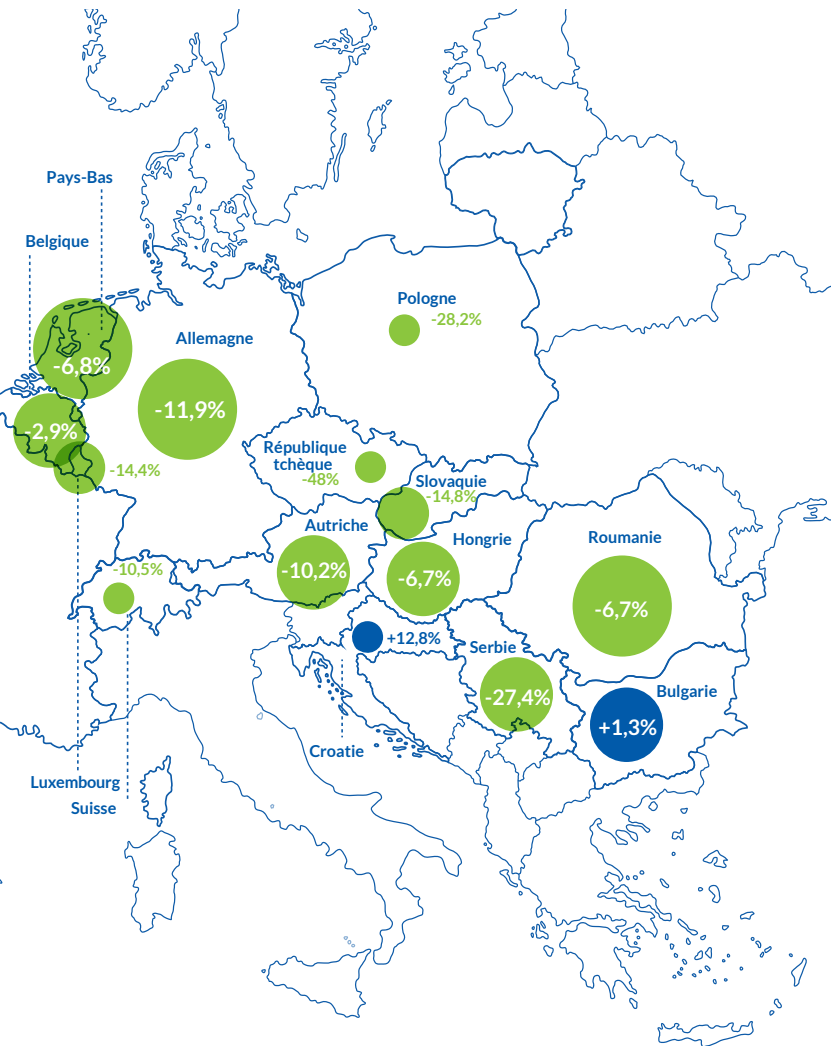 Pays-Bas
Belgique
Pologne
-28,2%
Allemagne
-6,8%
-11,9%
-2,9%
République
tchèque
-48%
-14,4%
Slovaquie
-14,8%
Autriche
Hongrie
Roumanie
-10,5%
-10,2%
-6,7%
-6,7%
+12,8%
Serbie
-27,4%
Bulgarie
+1,3%
Croatie
Luxembourg
Suisse